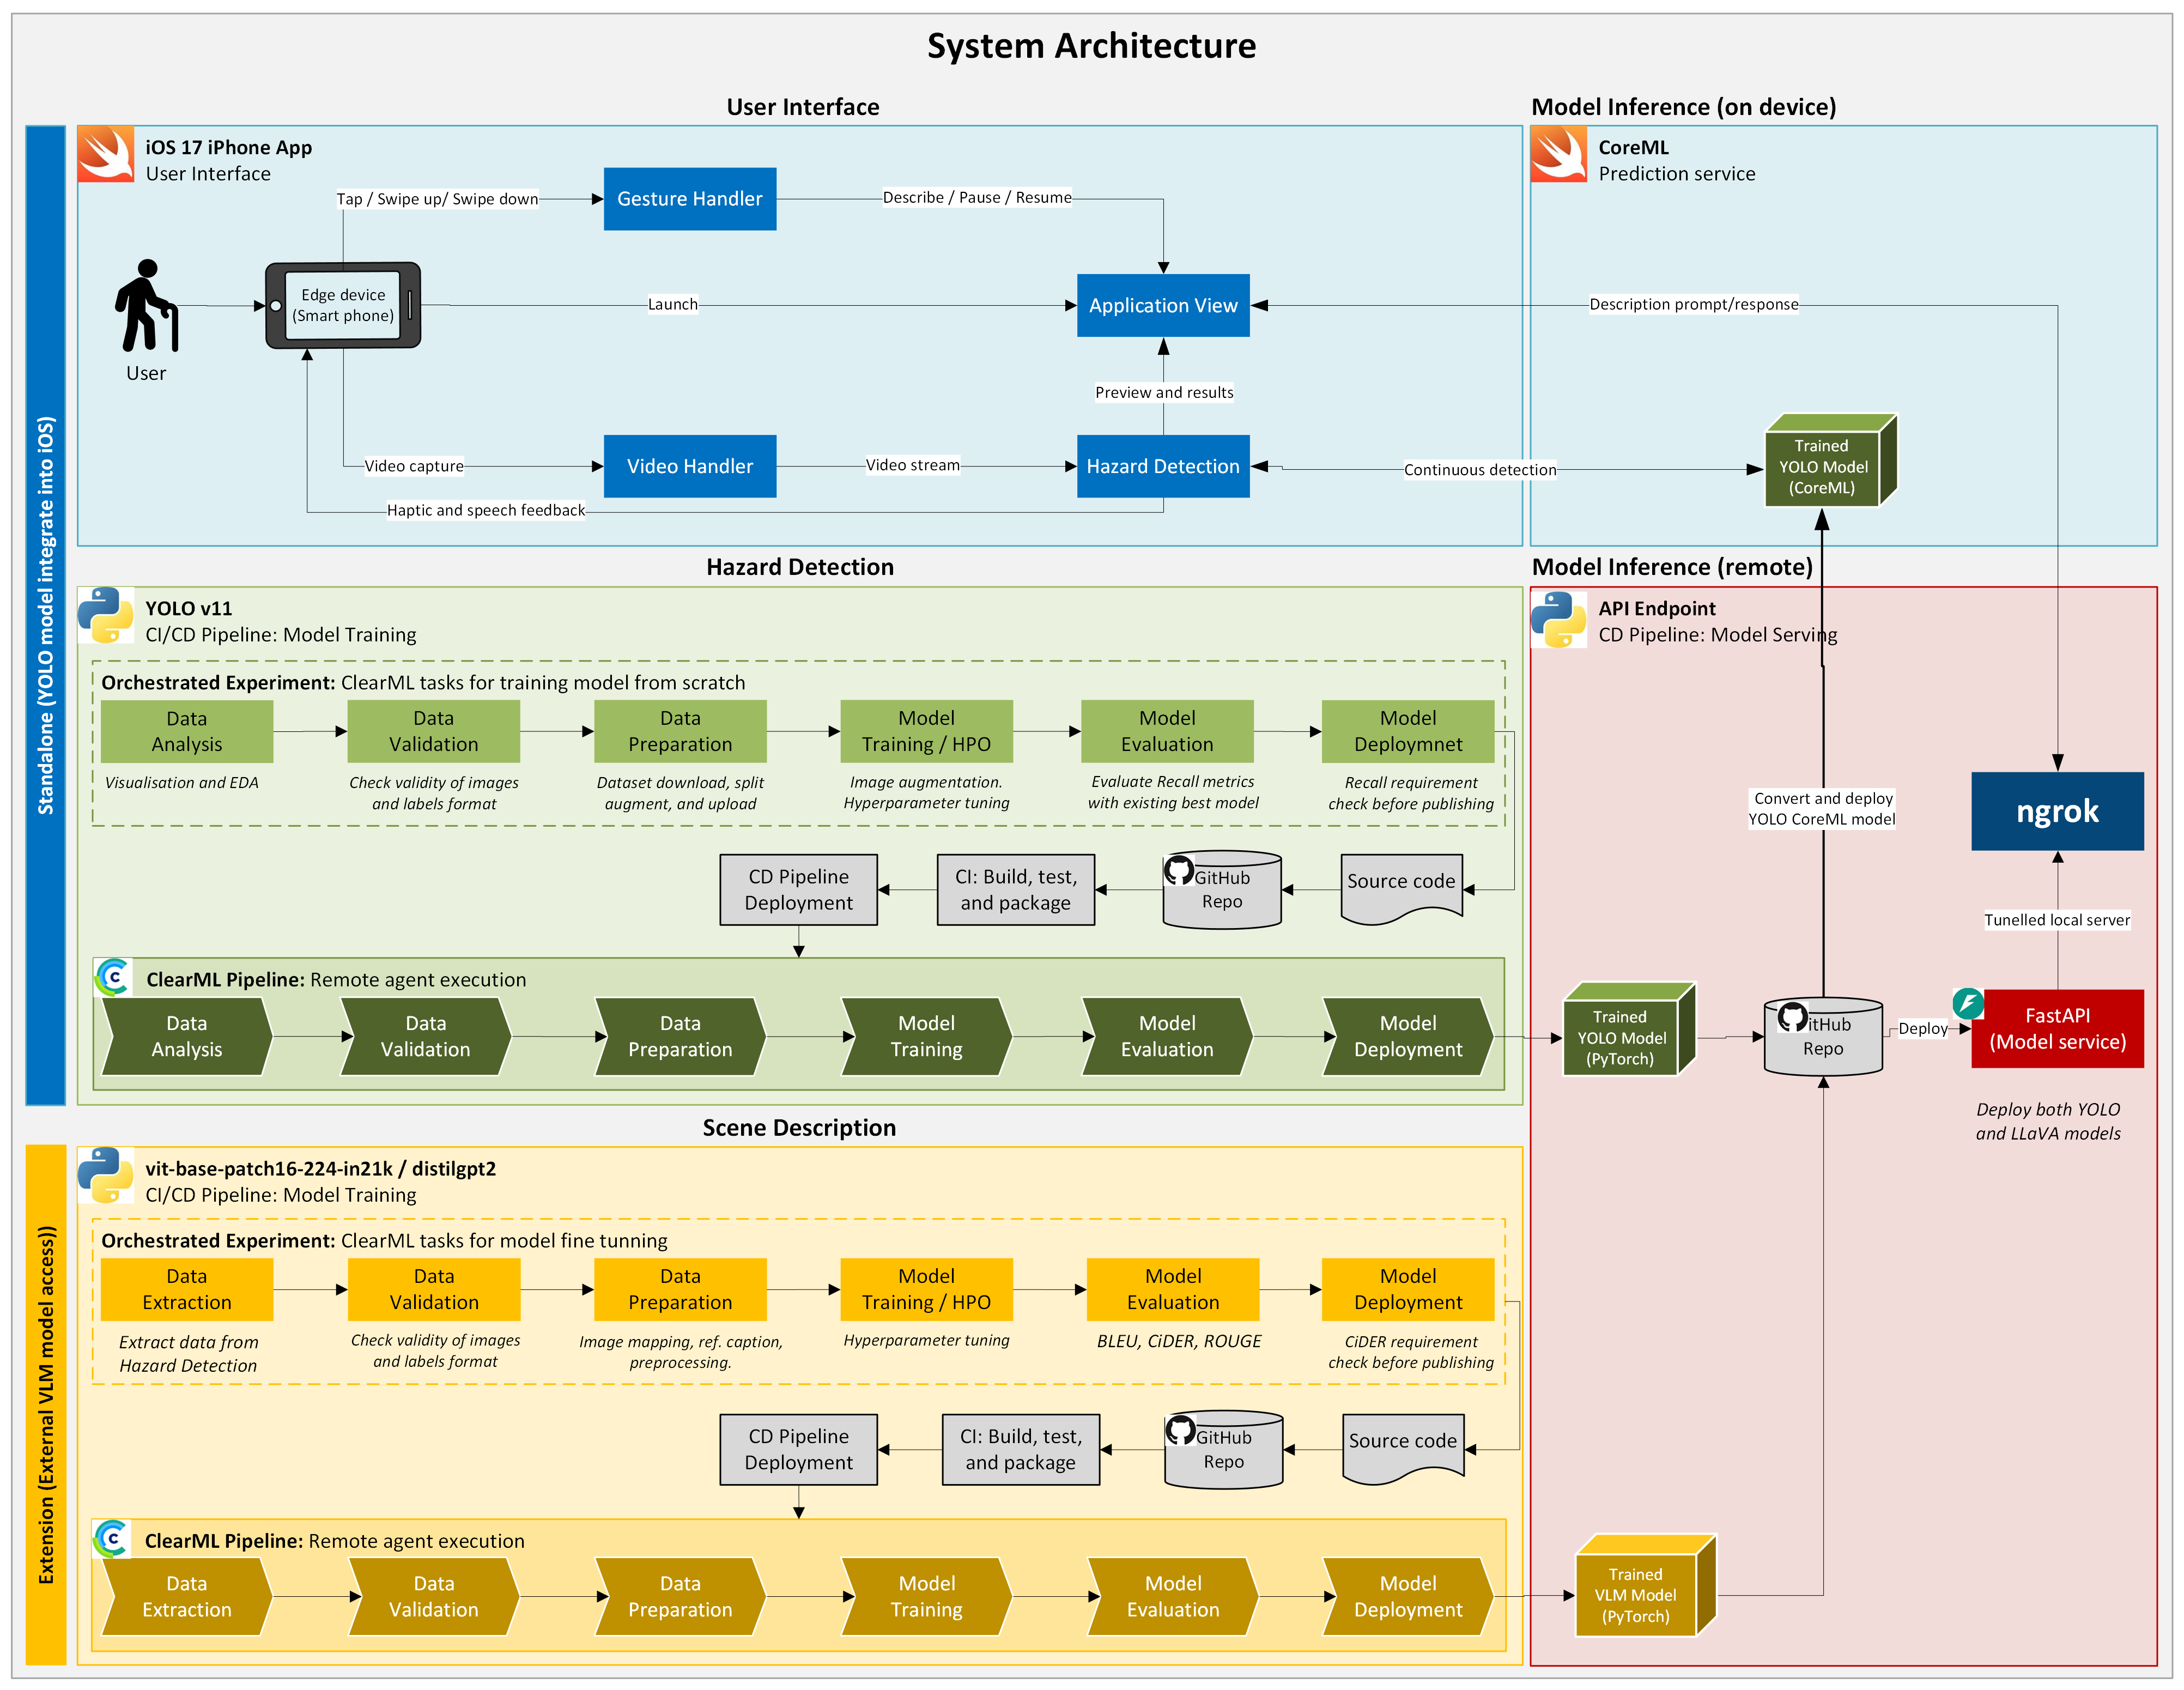 System Architecture
User Interface
Model Inference (on device)
Standalone (YOLO model integrate into iOS)
iOS 17 iPhone App
User Interface
Tap / Swipe up/ Swipe down
Gesture Handler
Describe / Pause / Resume
Edge device
(Smart phone)
User
Launch
Application View
Preview and results
Video capture
Video Handler
Video stream
Hazard Detection
Haptic and speech feedback
CoreML
Prediction service
Description prompt/response
Continuous detection
Trained
YOLO Model
(CoreML)
Hazard Detection
Model Inference (remote)
YOLO v11
CI/CD Pipeline: Model Training
Orchestrated Experiment: ClearML tasks for training model from scratch
Data
Analysis
Data
Validation
Data
Preparation
Model
Training / HPO
Model
Evaluation
Model
Deploymnet
Visualisation and EDA
Check validity of images
and labels format
Dataset download, split
augment, and upload
Image augmentation.
Hyperparameter tuning
Evaluate Recall metrics
with existing best model
Recall requirement
check before publishing
CD Pipeline
Deployment
CI: Build, test,
and package
GitHub
Repo
Source code
C
ClearML Pipeline: Remote agent execution
Data
Analysis
Data
Validation
Data
Preparation
Model
Training
Model
Evaluation
Model
Deployment
API Endpoint
CD Pipeline: Model Serving
Convert and deploy
YOLO CoreML model
ngrok
Tunelled local server
Trained
YOLO Model
(PyTorch)
itHub
Repo
Deploy
FastAPI
(Model service)
Deploy both YOLO
and LLaVA models
Scene Description
Extension (External VLM model access))
vit-base-patch16-224-in21k / distilgpt2
CI/CD Pipeline: Model Training
Orchestrated Experiment: ClearML tasks for model fine tunning
Data
Extraction
Data
Validation
Data
Preparation
Model
Training / HPO
Model
Evaluation
Model
Deployment
Extract data from
Hazard Detection
Check validity of images
and labels format
Image mapping, ref. caption,
preprocessing.
Hyperparameter tuning
BLEU, CiDER, ROUGE
CiDER requirement
check before publishing
CD Pipeline
Deployment
CI: Build, test,
and package
GitHub
Repo
Source code
C
ClearML Pipeline: Remote agent execution
Data
Extraction
Data
Validation
Data
Preparation
Model
Training
Model
Evaluation
Model
Deployment
Trained
VLM Model
(PyTorch)